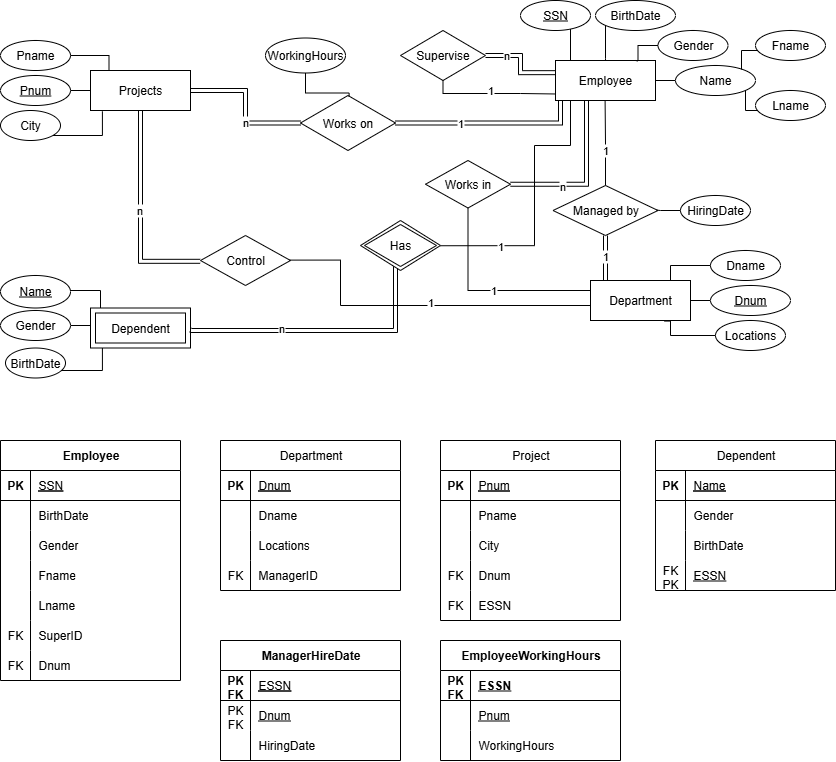 SSN
BirthDate
Pname
WorkingHours
Supervise
n
Gender
Fname
Pnum
Projects
Employee
Name
1
Lname
City
n
Works on
1
1
Works in
n
n
Managed by
HiringDate
Has
1
Control
1
Dname
Name
1
Department
Dnum
1
Gender
Dependent
n
Locations
BirthDate
Employee
PK SSN
BirthDate
Gender
Fname
Lname
FK SuperID
FK Dnum
Department
PK Dnum
Dname
Locations
FK ManagerID
Project
PK Pnum
Pname
City
FK Dnum
FK ESSN
Dependent
PK Name
Gender
BirthDate
FK
PK ESSN
ManagerHireDate
PK
FK ESSN
PK
FK Dnum
HiringDate
EmployeeWorkingHours
PK
FK ESSN
Pnum
WorkingHours